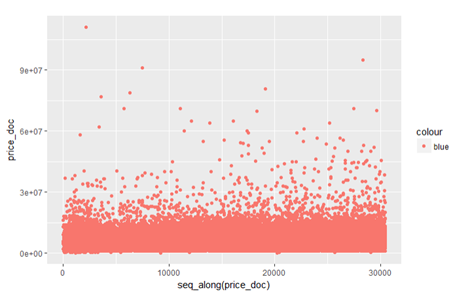 9e+07
6e+07
3e+07
0e+00
price_doc
0
10000
20000
30000
seq_along(price_doc)
colour
blue